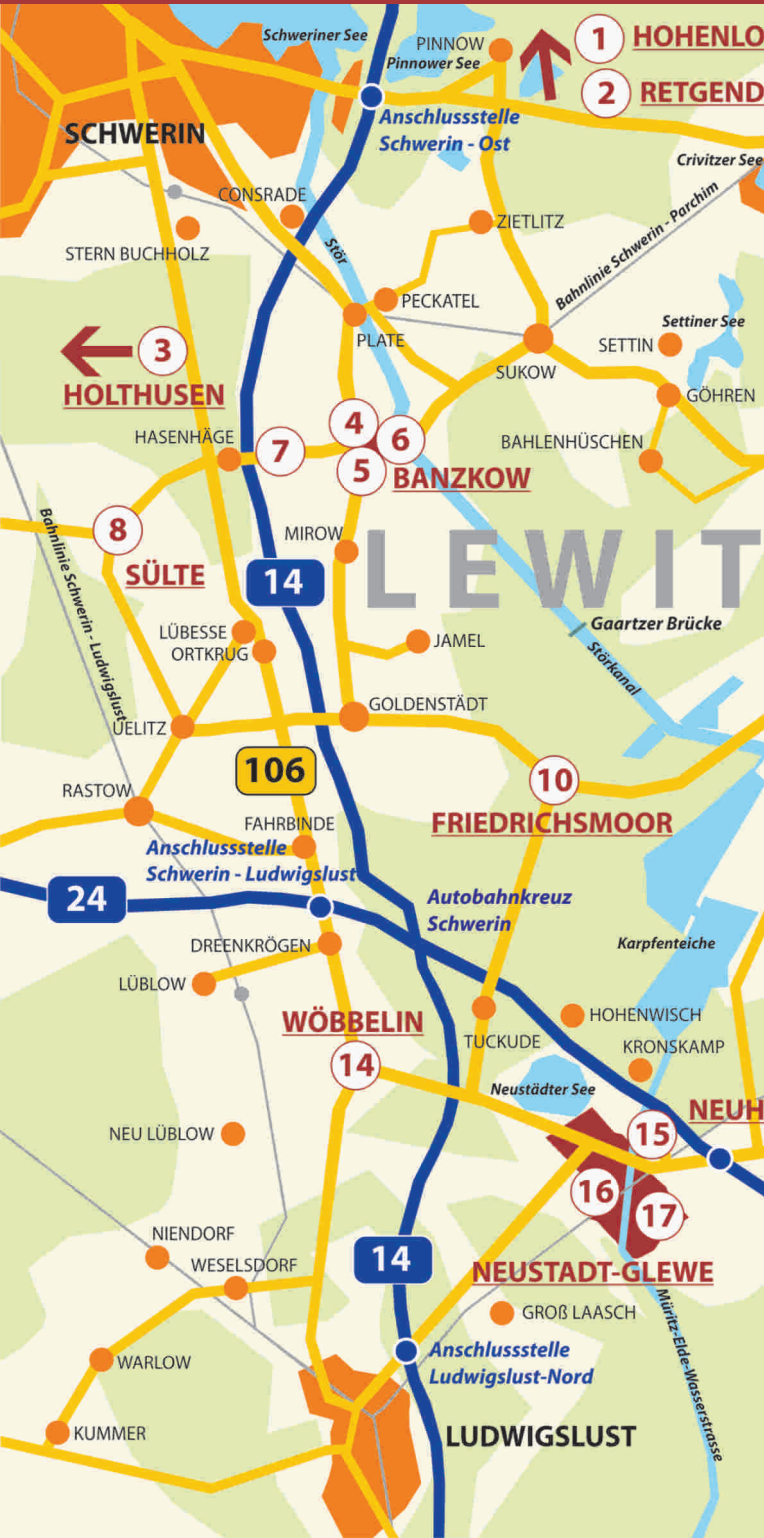 Schweriner See
PINNOW
Pinnower See
1 HOHENLO
2 RETGEND
Anschlussstelle
Schwerin - Ost
SCHWERIN
Crivitzer See
CONSRADE
Bahnlinie Schwerin - Parchim
ZIETLITZ
STERN BUCHHOLZ
Stör
PECKATEL
PLATE
Settiner See
SETTIN
3
HOLTHUSEN
SUKOW
GÖHREN
HASENHÄGE
7
4
6
5
BANZKOW
BAHLENHÜSCHEN
8
SÜLTE
Bahnlinie Schwerin - Ludwigslust
MIROW
LEWIT
14
Gaartzer Brücke
LÜBESSE
ORTKRUG
JAMEL
Störkanal
GOLDENSTÄDT
UELITZ
106
10
FRIEDRICHSMOOR
RASTOW
FAHRBINDE
Anschlussstelle
Schwerin - Ludwigslust
24
Autobahnkreuz
Schwerin
Karpfenteiche
DREENKRÖGEN
LÜBLOW
WÖBBELIN
14
HOHENWISCH
TUCKUDE
KRONSKAMP
Neustädter See
NEUH
15
NEU LÜBLOW
16
17
NIENDORF
WESELSDORF
14
NEUSTADT-GLEWE
GROß LAASCH
Müritz-Elde-Wasserstrasse
WARLOW
Anschlussstelle
Ludwigslust-Nord
KUMMER
LUDWIGSLUST